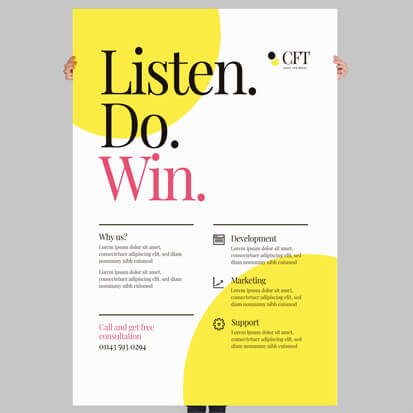 Listen.
Do.
Win.
CFT
Why us?
Lorem ipsum dolor sit amet,
consectetuer adipiscing elit, sed diam
nonummy nibh euismod
Lorem ipsum dolor sit amet,
consectetuer adipiscing elit, sed diam
nonummy nibh euismod
Call and get free
consultation
01143 593 0294
Development
Lorem ipsum dolor sit amet,
consectetuer adipiscing elit, sed
diam nonummy nibh euismod
Marketing
Lorem ipsum dolor sit amet,
consectetuer adipiscing elit, sed
diam nonummy nibh euismod
Support
Lorem ipsum dolor sit amet,
consectetuer adipiscing elit, sed
diam nonummy nibh euismod